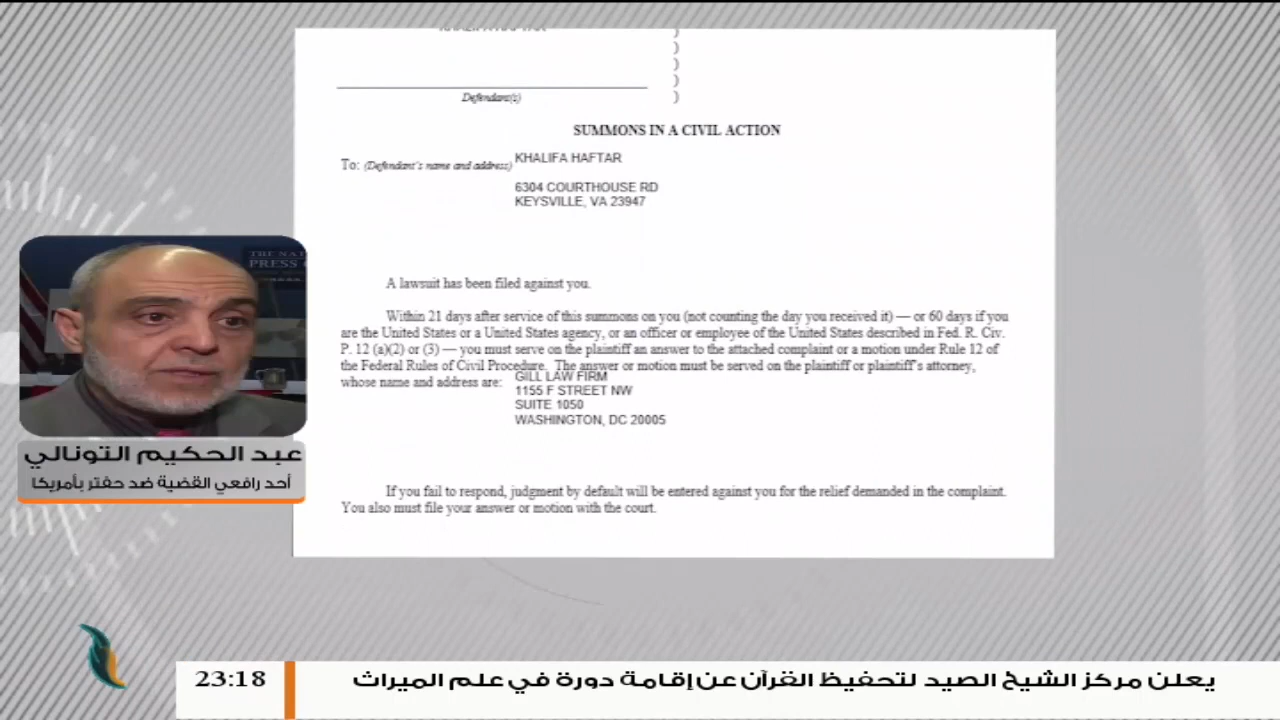 Defendant(s)
)
)
)
)
)
SUMMONS IN A CIVIL ACTION
To: (Defendant's name and address) KHALIFA HAFTAR
6304 COURTHOUSE RD
KEYSVILLE, VA 23947
A lawsuit has been filed against you.
Within 21 days after service of this summons on you (not counting the day you received it) — or 60 days if you
are the United States or a United States agency, or an officer or employee of the United States described in Fed. R. Civ.
P. 12 (a)(2) or (3) — you must serve on the plaintiff an answer to the attached complaint or a motion under Rule 12 of
the Federal Rules of Civil Procedure. The answer or motion must be served on the plaintiff or plaintiff's attorney,
whose name and address are: GILL LAW FIRM
1155 F STREET NW
SUITE 1050
WASHINGTON, DC 20005
If you fail to respond, judgment by default will be entered against you for the relief demanded in the complaint.
You also must file your answer or motion with the court.
PRESS
عبد الحكيم التونالي
أحد رافعي القضية ضد حفتر بأمريكا
23:18
يعلن مركز الشيخ الصيد لتحفيظ القرآن عن إقامة دورة في علم الميراث